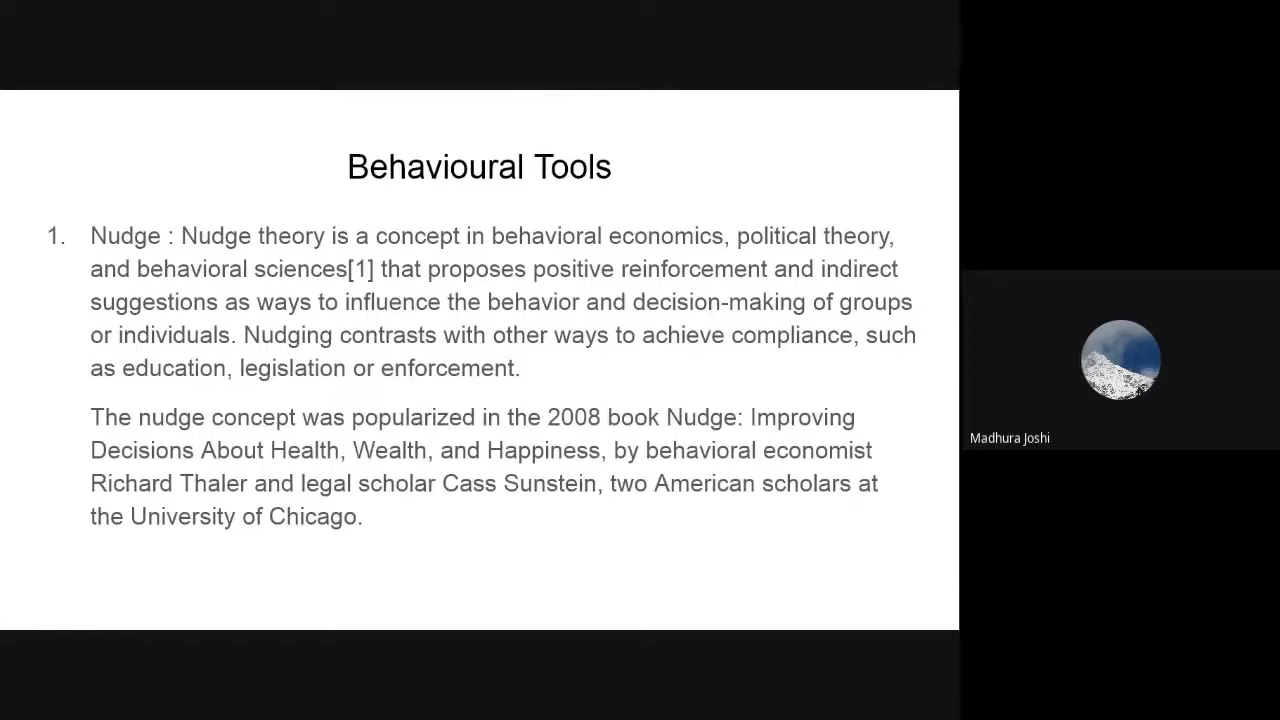 Behavioural Tools
1. Nudge : Nudge theory is a concept in behavioral economics, political theory,
and behavioral sciences[1] that proposes positive reinforcement and indirect
suggestions as ways to influence the behavior and decision-making of groups
or individuals. Nudging contrasts with other ways to achieve compliance, such
as education, legislation or enforcement.
The nudge concept was popularized in the 2008 book Nudge: Improving
Decisions About Health, Wealth, and Happiness, by behavioral economist
Richard Thaler and legal scholar Cass Sunstein, two American scholars at
the University of Chicago.
Madhura Joshi